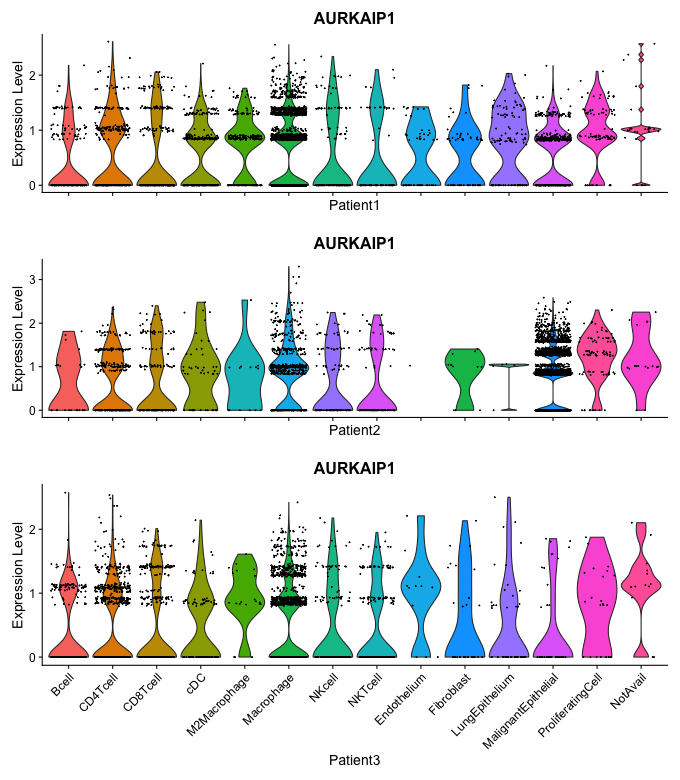 AURKAIP1
Expression Level
2
1
0
Patient1
AURKAIP1
Expression Level
3
2
1
0
Patient2
AURKAIP1
Expression Level
2
1
0
Bcell
CD4Tcell
CD8Tcell
cDC
M2Macrophage
Macrophage
NKcell
NKTcell
Endothelium
Fibroblast
LungEpithelium
MalignantEpithelial
ProliferatingCell
NotAvail
Patient3